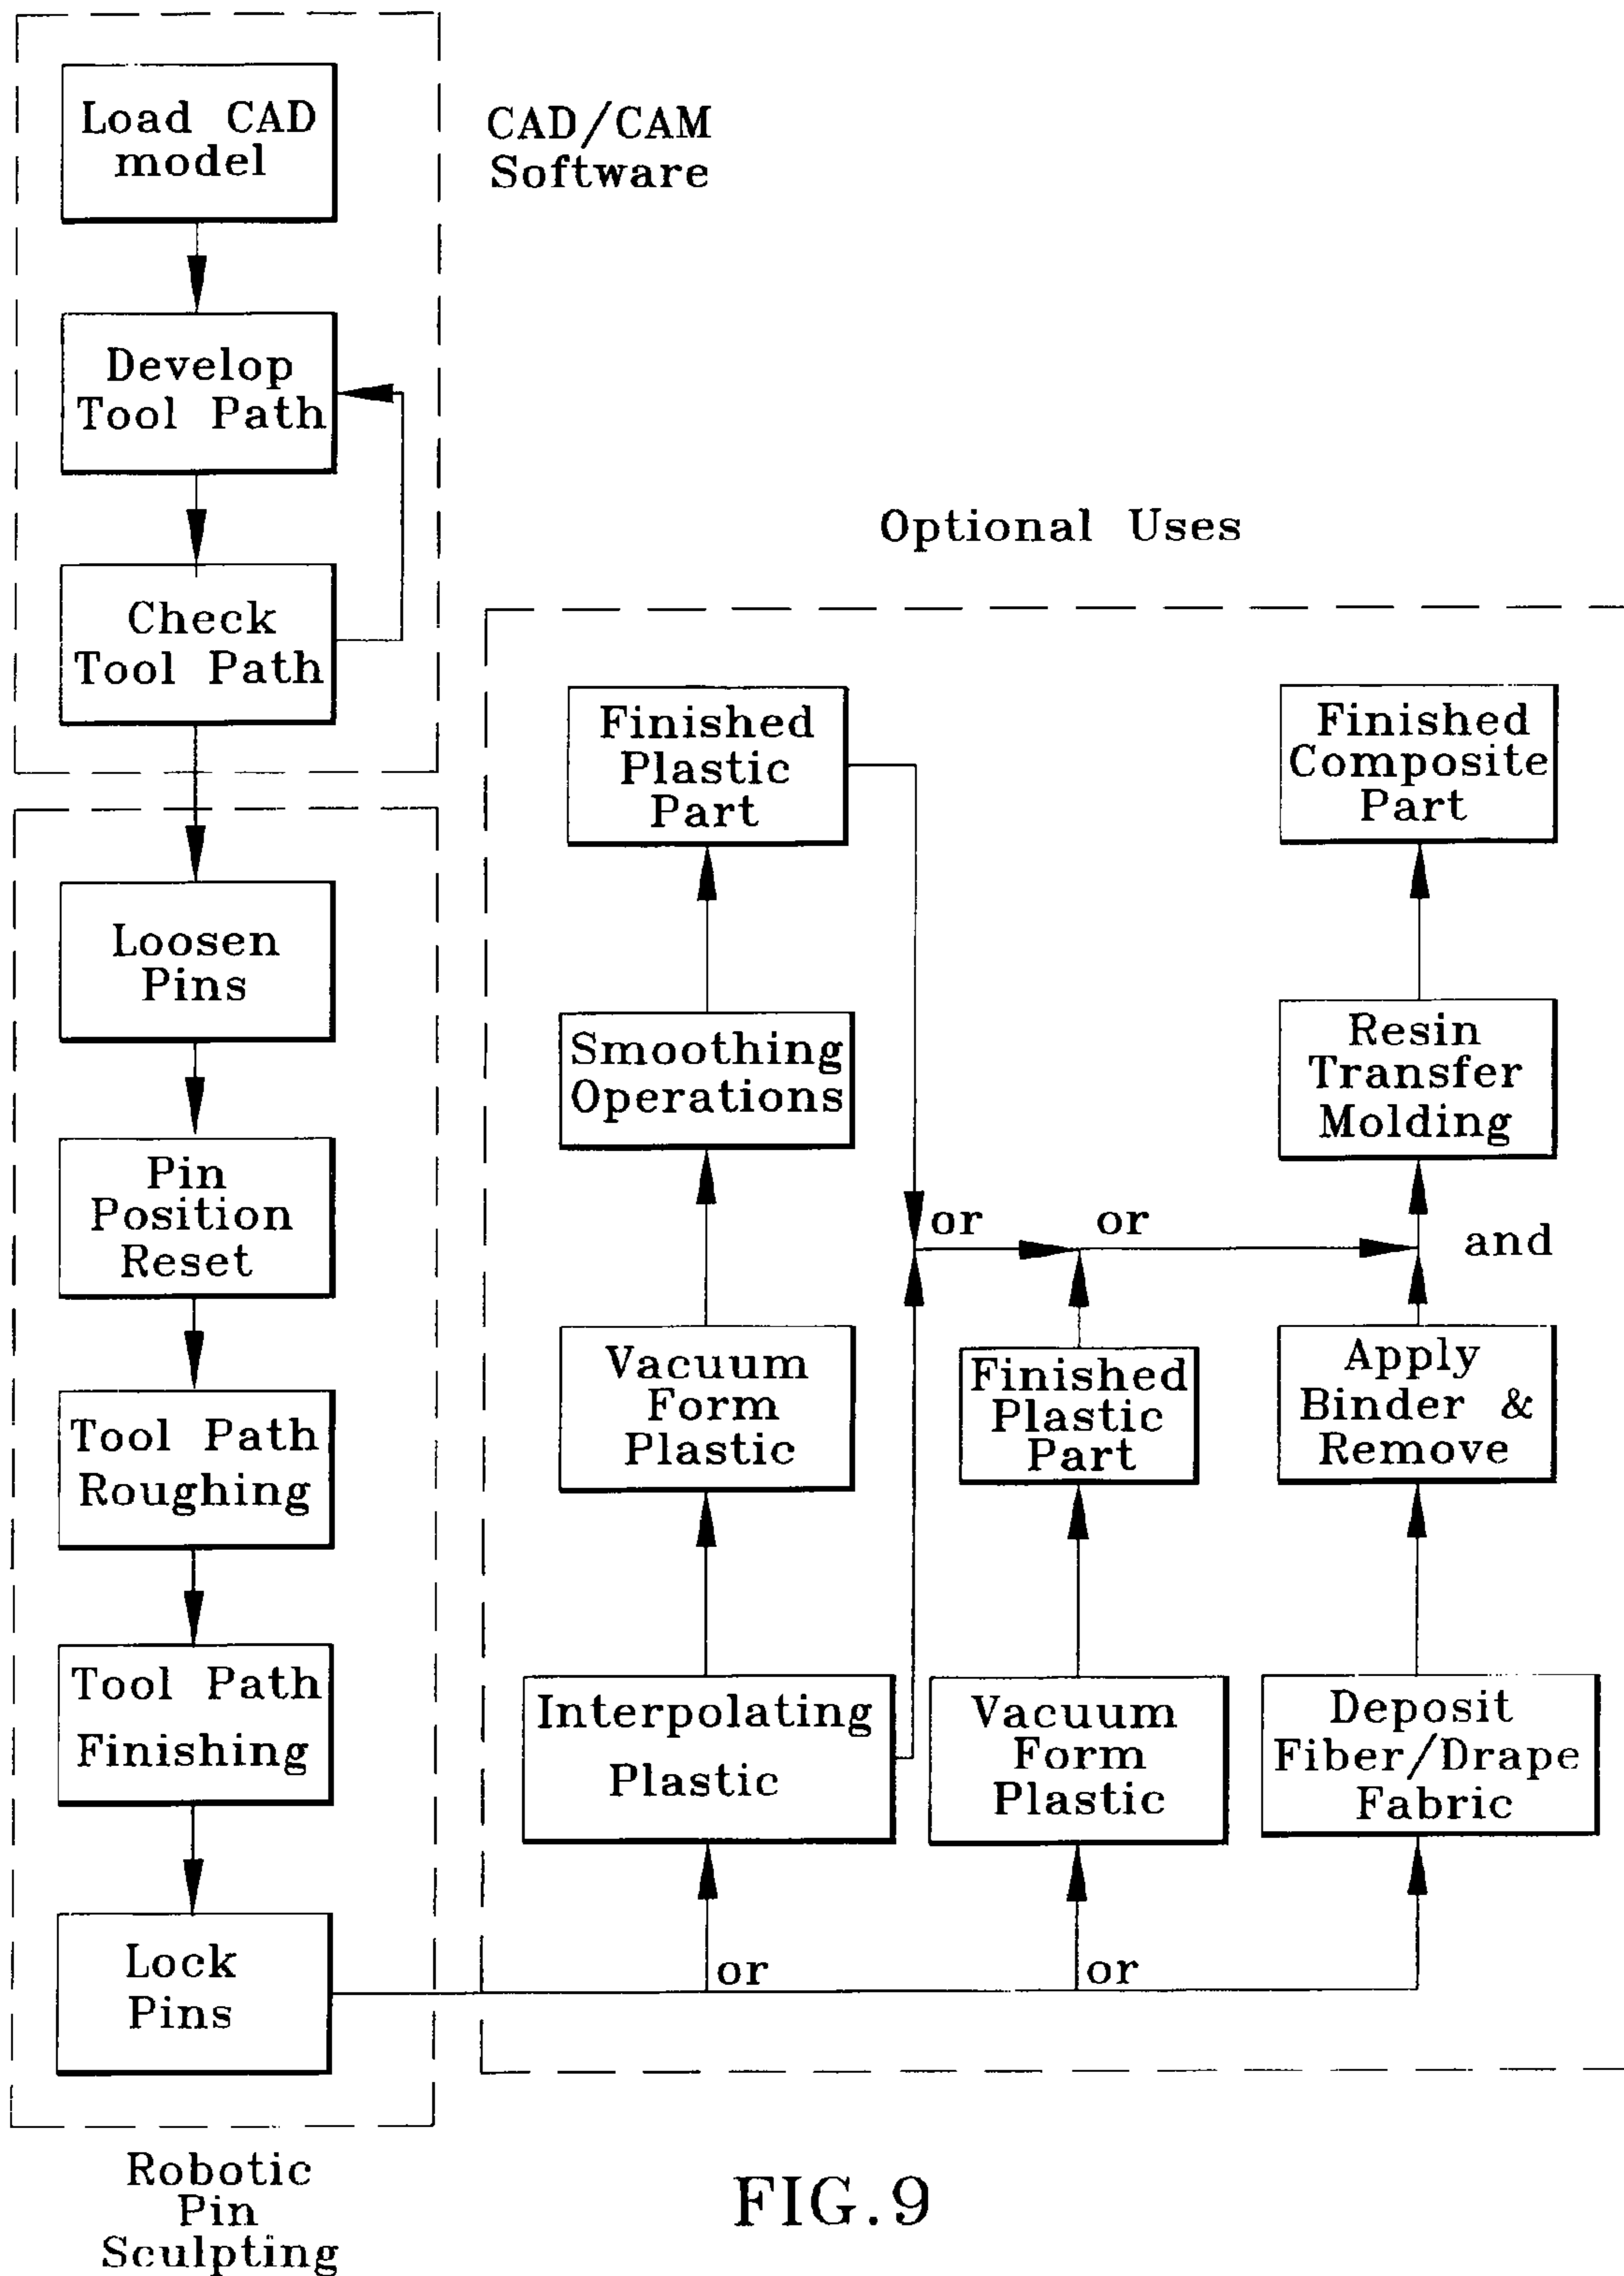 Load CAD
model
CAD/CAM
Software
Develop
Tool Path
Check
Tool Path
Loosen
Pins
Pin
Position
Reset
Tool Path
Roughing
Tool Path
Finishing
Lock
Pins
Robotic
Pin
Sculpting
Optional Uses
Finished
Plastic
Part
Smoothing
Operations
Vacuum
Form
Plastic
Interpolating
Plastic
or
or
or
Finished
Plastic
Part
Vacuum
Form
Plastic
or
Finished
Composite
Part
Resin
Transfer
Molding
and
Apply
Binder &
Remove
Deposit
Fiber/Drape
Fabric
FIG.9